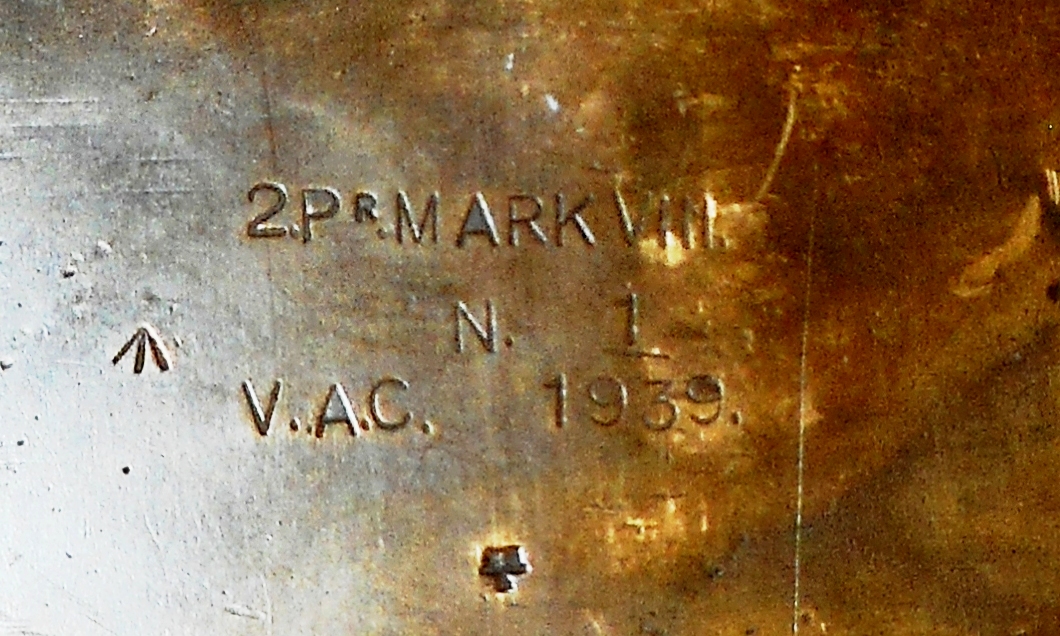 2.PR. MARK VIII.
N. 1
V.A.C. 1939.